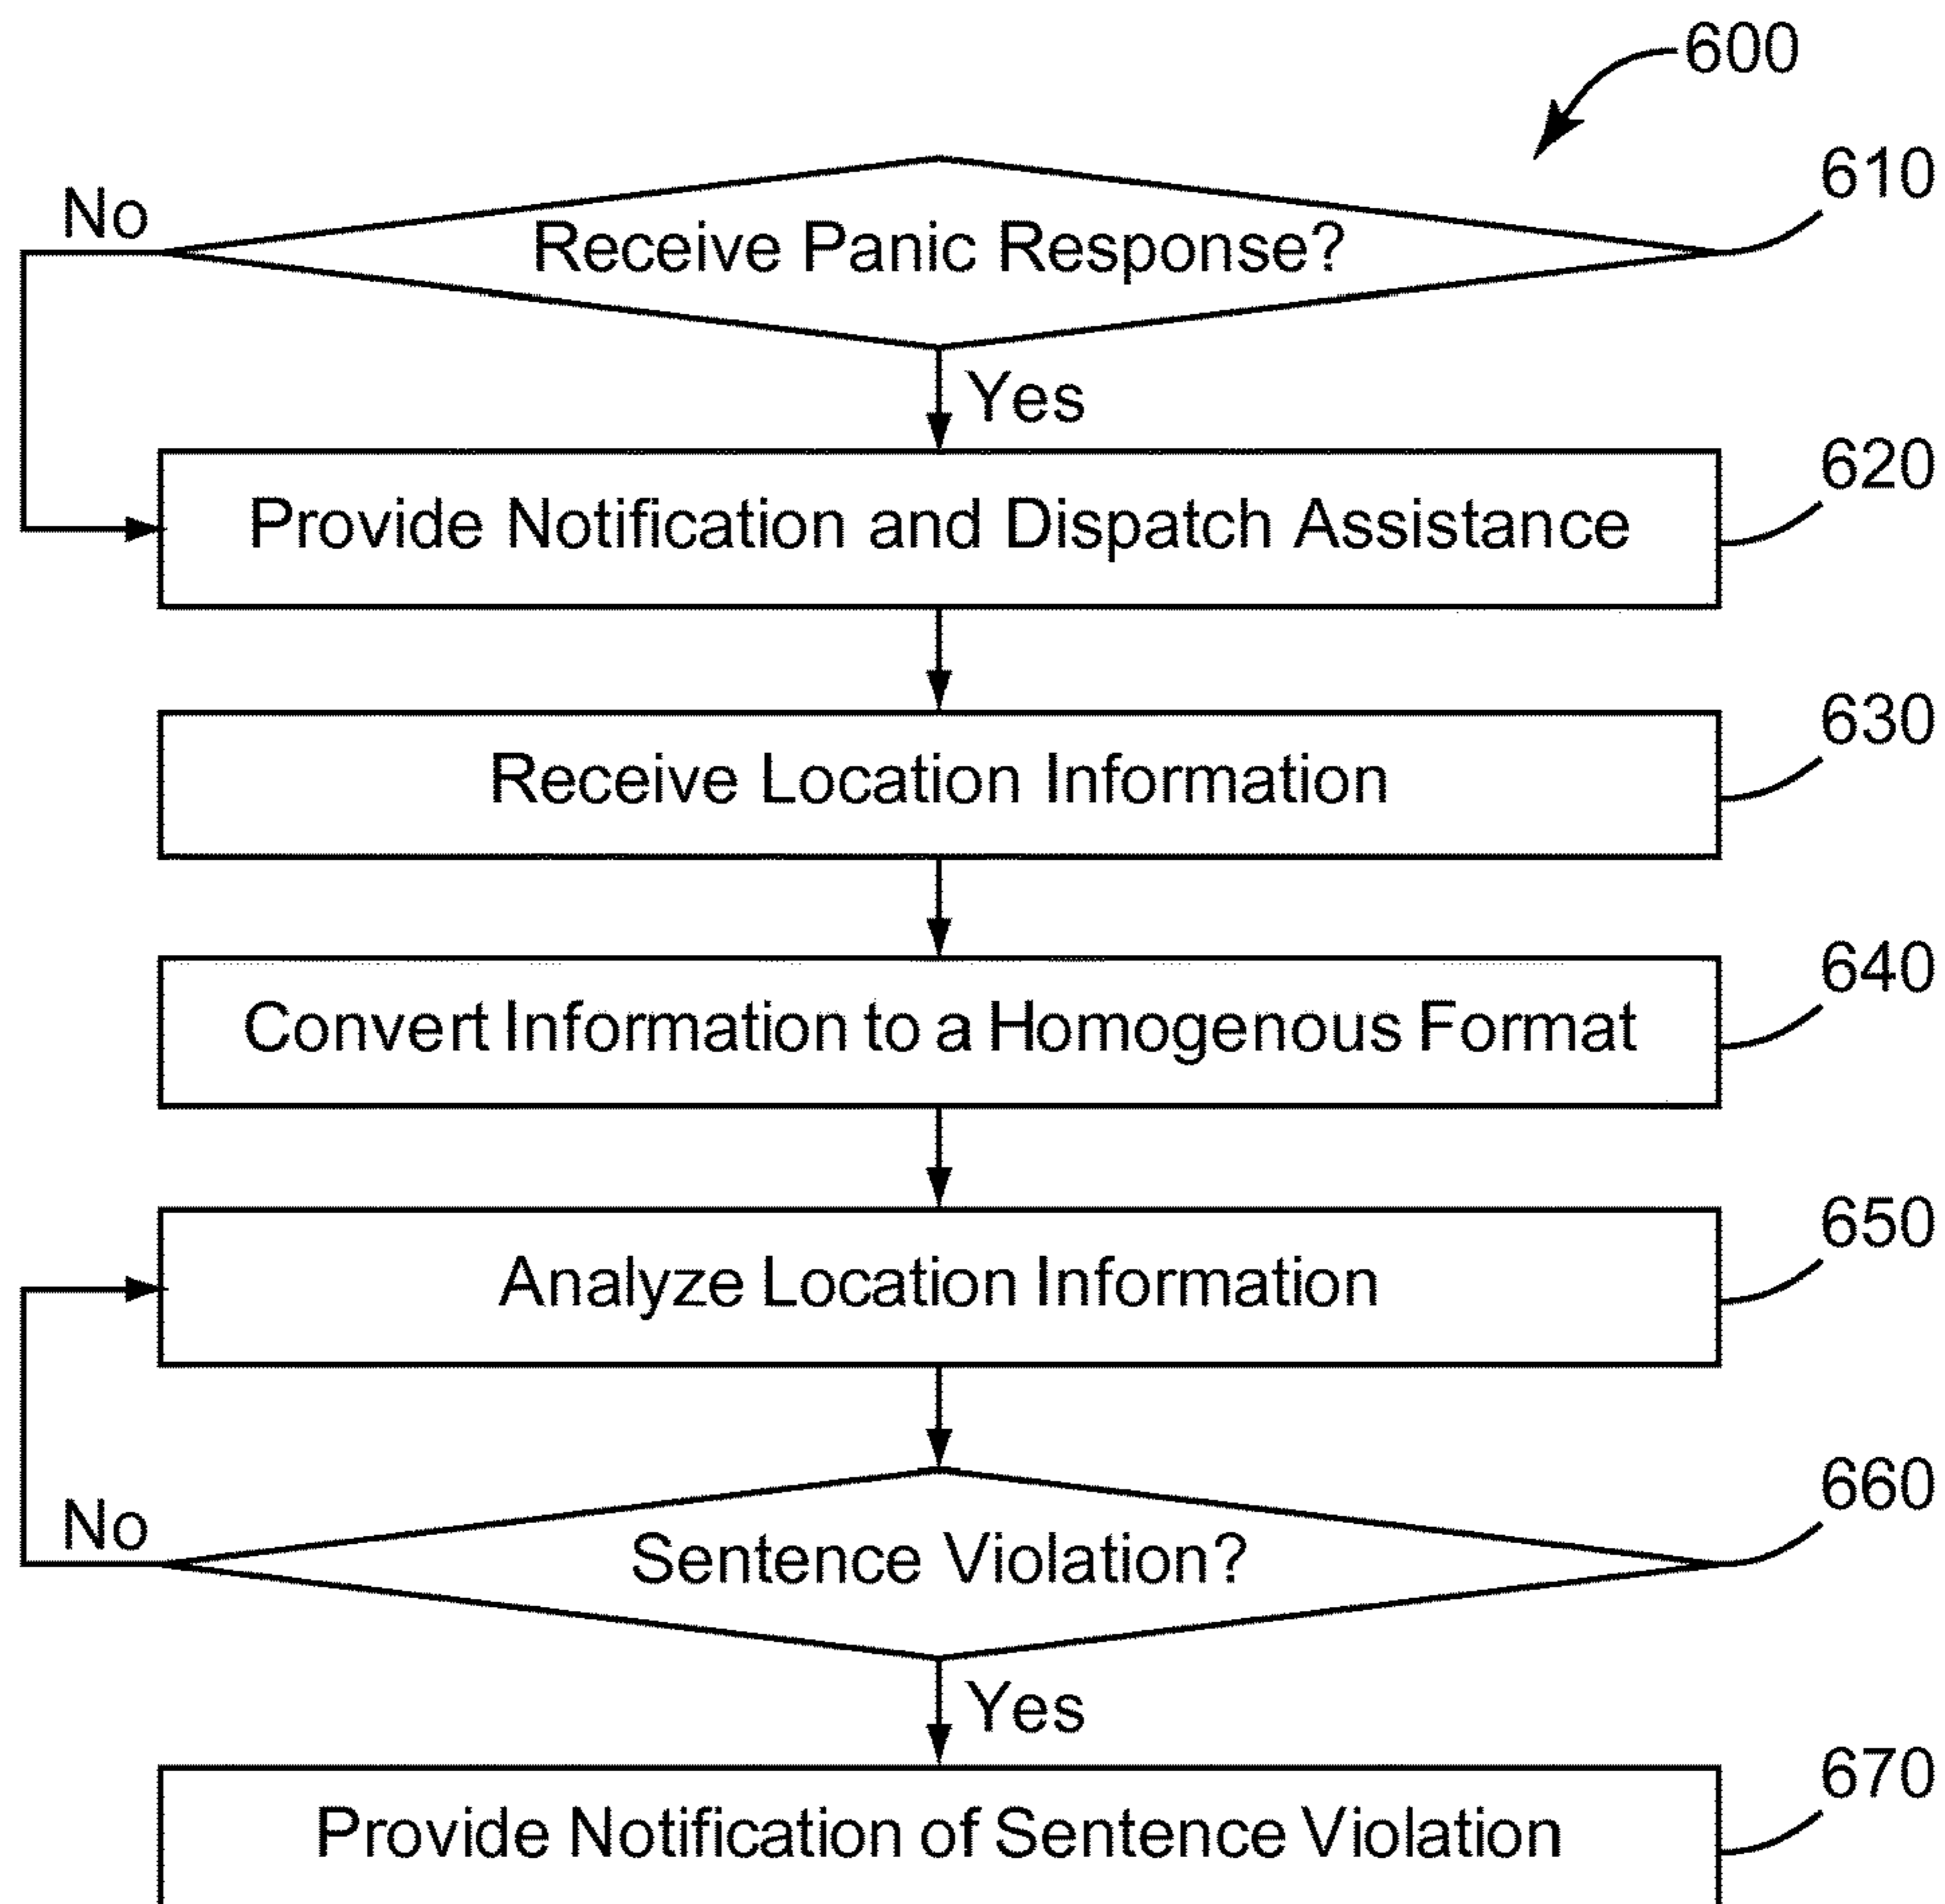 600
610
No
Receive Panic Response?
Yes
620
Provide Notification and Dispatch Assistance
630
Receive Location Information
640
Convert Information to a Homogenous Format
650
Analyze Location Information
660
No
Sentence Violation?
Yes
670
Provide Notification of Sentence Violation